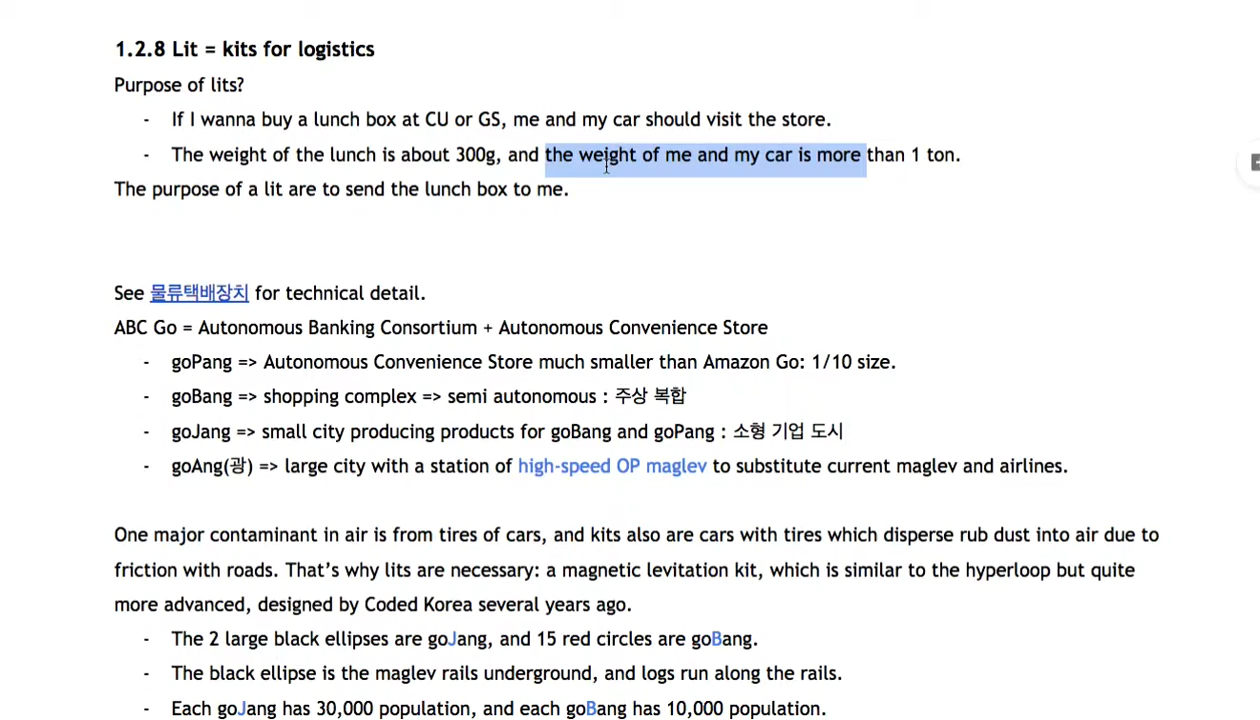 1.2.8 Lit = kits for logistics
Purpose of lits?
- If I wanna buy a lunch box at CU or GS, me and my car should visit the store.
- The weight of the lunch is about 300g, and the weight of me and my car is more than 1 ton.
The purpose of a lit are to send the lunch box to me.
See 물류택배장치 for technical detail.
ABC Go = Autonomous Banking Consortium + Autonomous Convenience Store
- goPang => Autonomous Convenience Store much smaller than Amazon Go: 1/10 size.
- goBang => shopping complex => semi autonomous : 주상 복합
- goJang => small city producing products for goBang and goPang : 소형 기업 도시
- goAng(광) => large city with a station of high-speed OP maglev to substitute current maglev and airlines.
One major contaminant in air is from tires of cars, and kits also are cars with tires which disperse rub dust into air due to
friction with roads. That's why lits are necessary: a magnetic levitation kit, which is similar to the hyperloop but quite
more advanced, designed by Coded Korea several years ago.
- The 2 large black ellipses are goJang, and 15 red circles are goBang.
- The black ellipse is the maglev rails underground, and logs run along the rails.
- Each goJang has 30,000 population, and each goBang has 10,000 population.